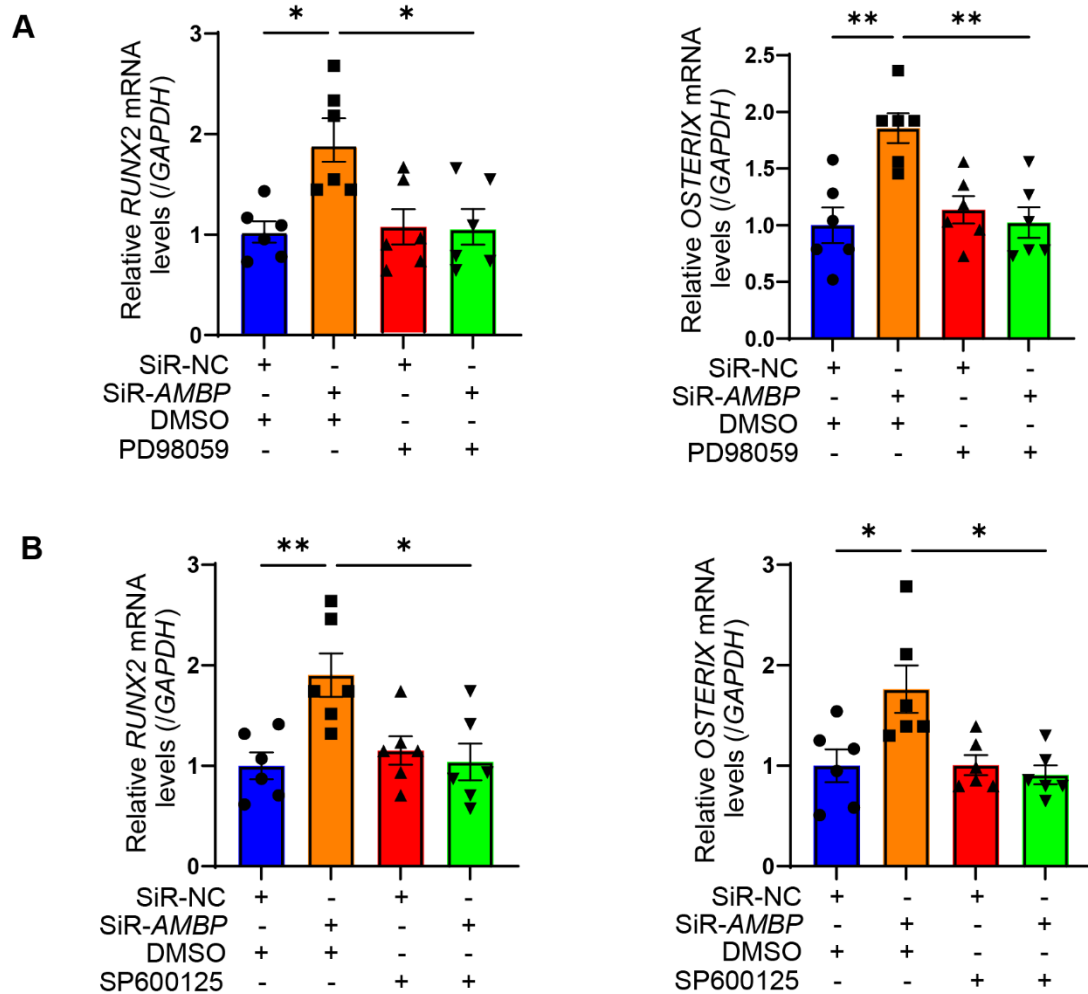 A
* *
Relative RUNX2 mRNA
levels (/GAPDH)
3
2
1
0
SiR-NC + - + -
SiR-AMBP - + - +
DMSO + + - -
PD98059 - - + +
** **
Relative OSTERIX mRNA
levels (/GAPDH)
2.5
2.0
1.5
1.0
0.5
0.0
SiR-NC + - + -
SiR-AMBP - + - +
DMSO + + - -
PD98059 - - + +
B
** *
Relative RUNX2 mRNA
levels (/GAPDH)
3
2
1
0
SiR-NC + - + -
SiR-AMBP - + - +
DMSO + + - -
SP600125 - - + +
* *
Relative OSTERIX mRNA
levels (/GAPDH)
3
2
1
0
SiR-NC + - + -
SiR-AMBP - + - +
DMSO + + - -
SP600125 - - + +